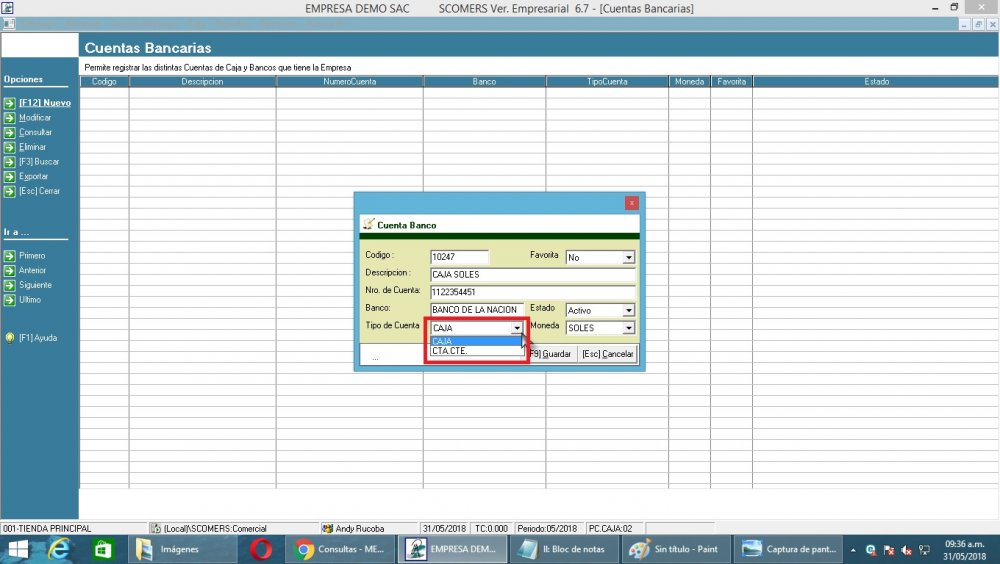 EMPRESA DEMO SAC SCOMERS Ver. Empresarial 6.7 - [Cuentas Bancarias]
Cuentas Bancarias
Permite registrar las distintas Cuentas de Caja y Bancos que tiene la Empresa
Opciones
Codigo Descripcion NumeroCuenta Banco TipoCuenta Moneda Favorita Estado
[F12] Nuevo
Modificar
Consultar
Eliminar
[F3] Buscar
Exportar
[Esc] Cerrar
Ir a ...
Primero
Anterior
Siguiente
Ultimo
[F1] Ayuda
x
Cuenta Banco
Codigo : 10247 Favorita No
Descripcion : CAJA SOLES
Nro. de Cuenta: 1122354451
Banco: BANCO DE LA NACION Estado Activo
Tipo de Cuenta CAJA Moneda SOLES
CAJA
CTA.CTE.
... F9] Guardar [Esc] Cancelar
001-TIENDA PRINCIPAL (Local)\SCOMERS:Comercial Andy Rucoba 31/05/2018 TC:0.000 Periodo:05/2018 PC.CAJA:02
Imágenes Consultas - ME... EMPRESA DEM... II: Bloc de notas Sin título - Paint Captura de pant... 09:36 a.m.
31/05/2018